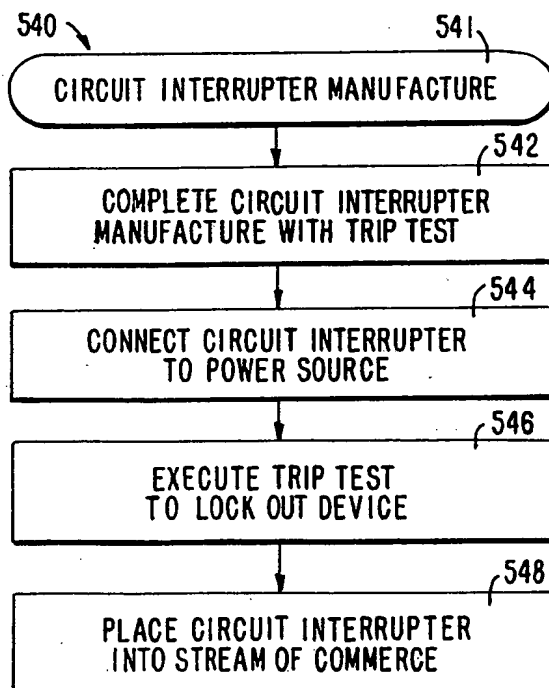 540
541
CIRCUIT INTERRUPTER MANUFACTURE
542
COMPLETE CIRCUIT INTERRUPTER
MANUFACTURE WITH TRIP TEST
544
CONNECT CIRCUIT INTERRUPTER
TO POWER SOURCE
546
EXECUTE TRIP TEST
TO LOCK OUT DEVICE
548
PLACE CIRCUIT INTERRUPTER
INTO STREAM OF COMMERCE